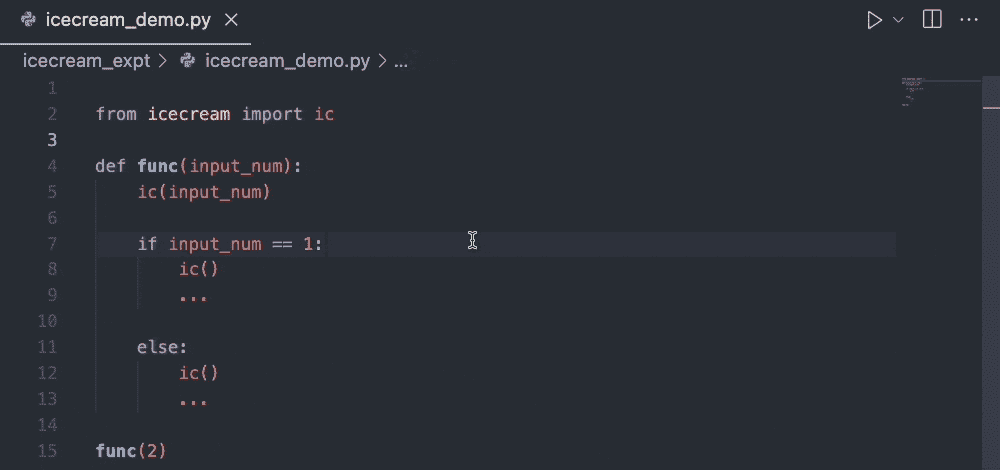 icecream_demo.py
icecream_expt > icecream_demo.py > ...
1
2 from icecream import ic
3
4 def func(input_num):
5     ic(input_num)
6
7     if input_num == 1:
8         ic()
9         ...
10
11     else:
12         ic()
13         ...
14
15 func(2)